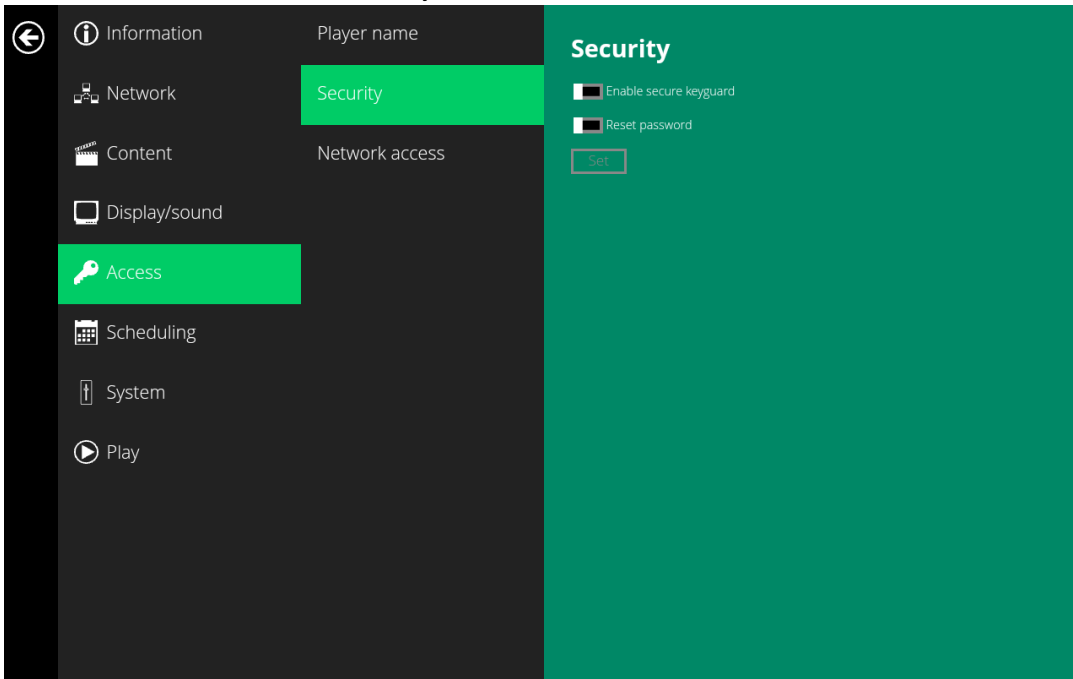 Information
Network
Content
Display/sound
Access
Scheduling
System
Play
Player name
Security
Network access
Security
Enable secure keyguard
Reset password
Set